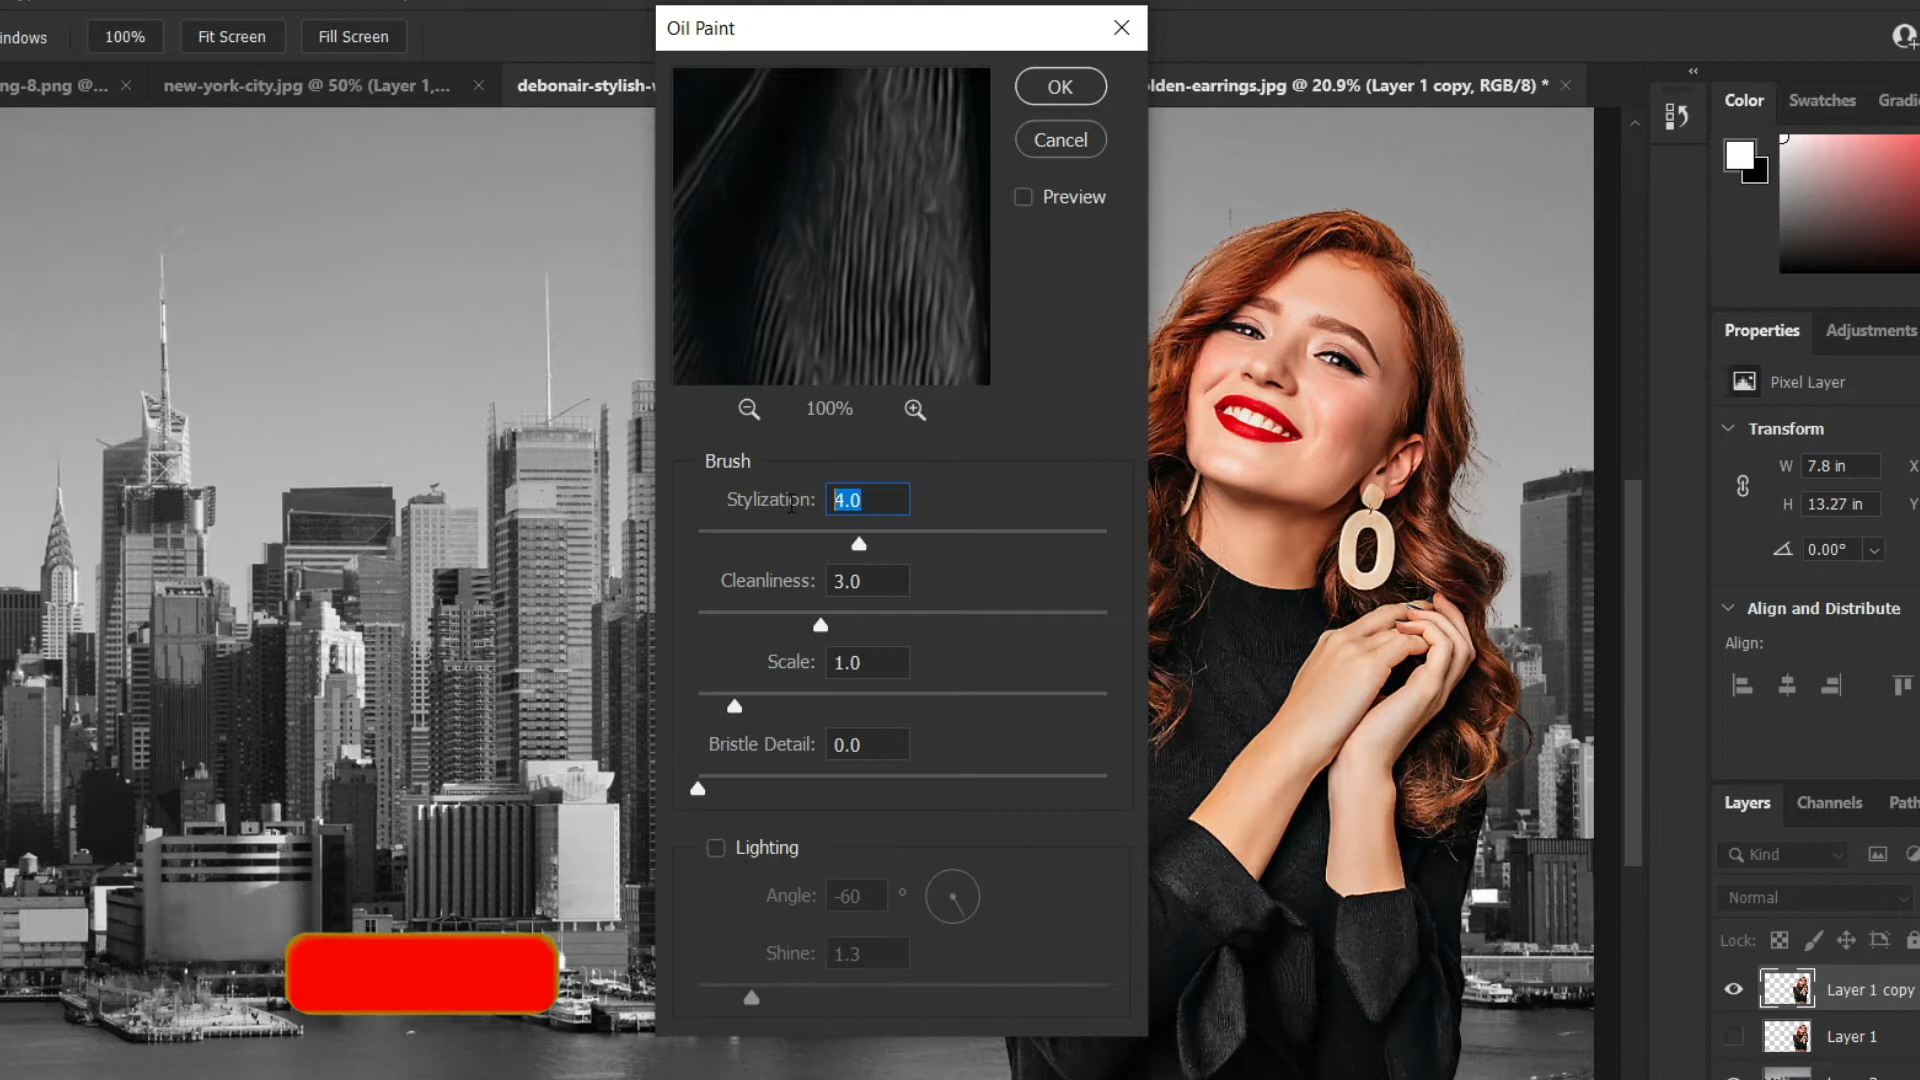 indows
100%
Fit Screen
Fill Screen
Oil Paint
ng-8.png @...
new-york-city.jpg @ 50% (Layer 1,...
debonair-stylish-
olden-earrings.jpg @ 20.9% (Layer 1 copy, RGB/8) *
OK
Cancel
Preview
100%
Brush
Stylization: 4.0
Cleanliness: 3.0
Scale: 1.0
Bristle Detail: 0.0
Lighting
Angle: -60 °
Shine: 1.3
Color
Swatches
Gradi
Properties
Adjustments
Pixel Layer
Transform
W 7.8 in X
H 13.27 in Y
0.00°
Align and Distribute
Align:
Layers
Channels
Path
Kind
Normal
Lock:
Layer 1 copy
Layer 1